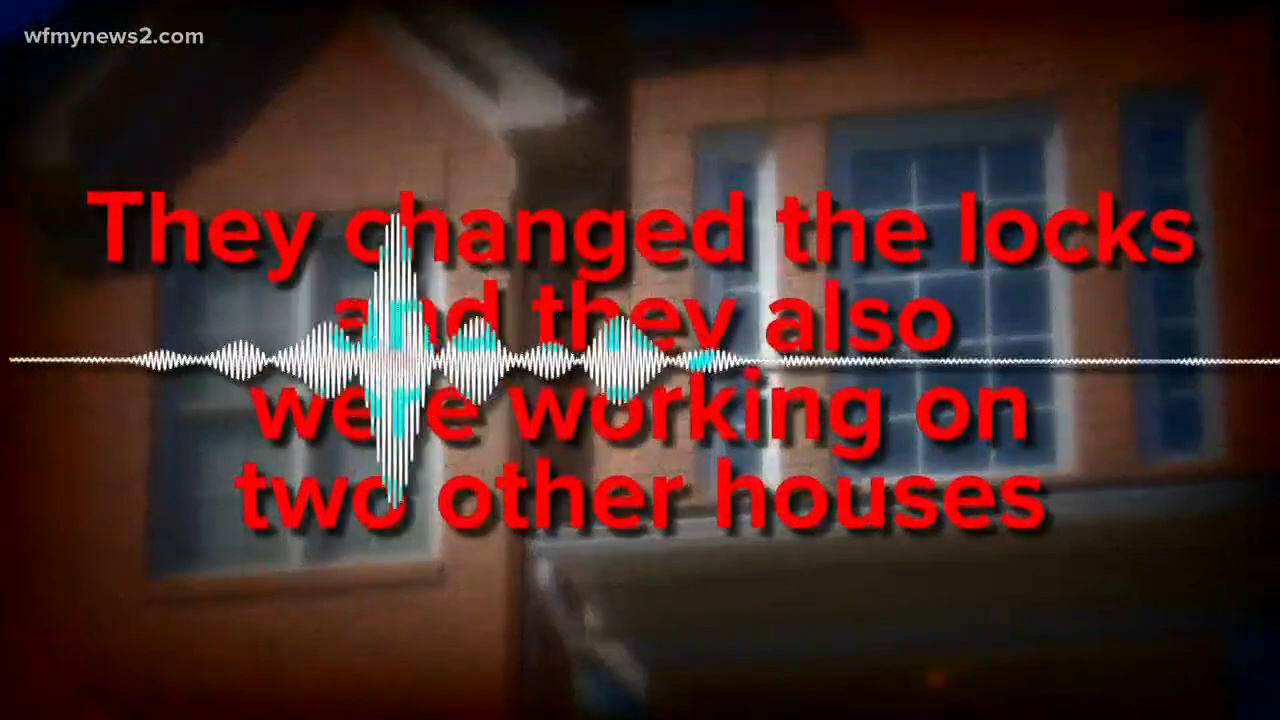 wfmynews2.com
They changed the locks
and they also
were working on
two other houses